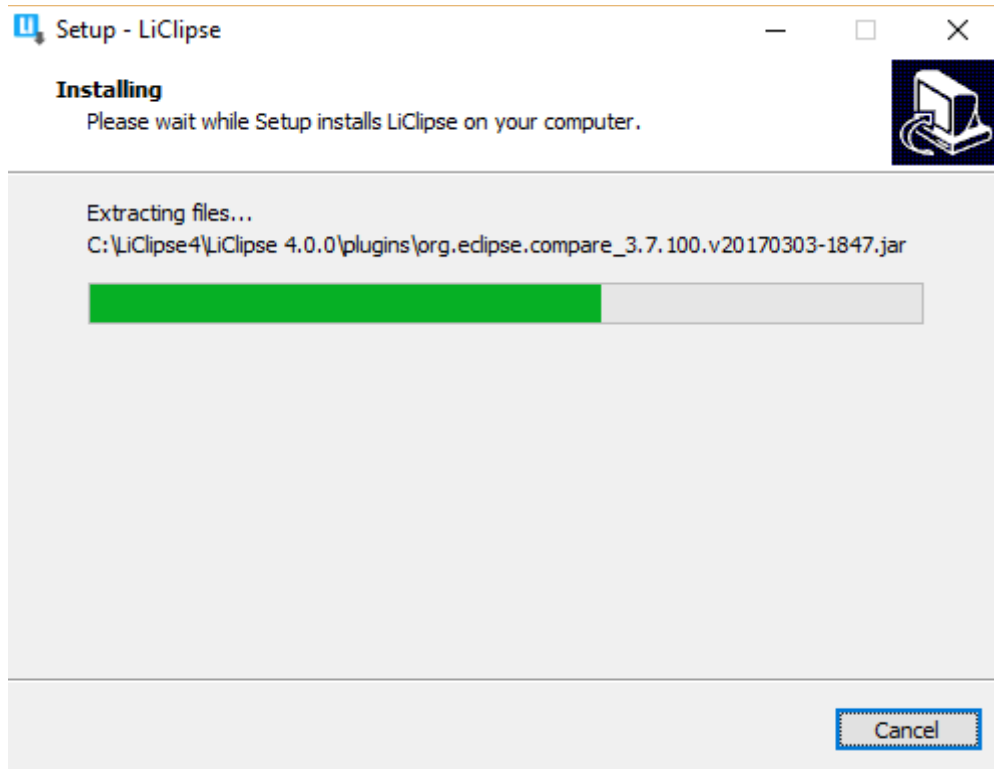 Setup - LiClipse
Installing
Please wait while Setup installs LiClipse on your computer.
Extracting files...
C:\LiClipse4\LiClipse 4.0.0\plugins\org.eclipse.compare_3.7.100.v20170303-1847.jar
Cancel